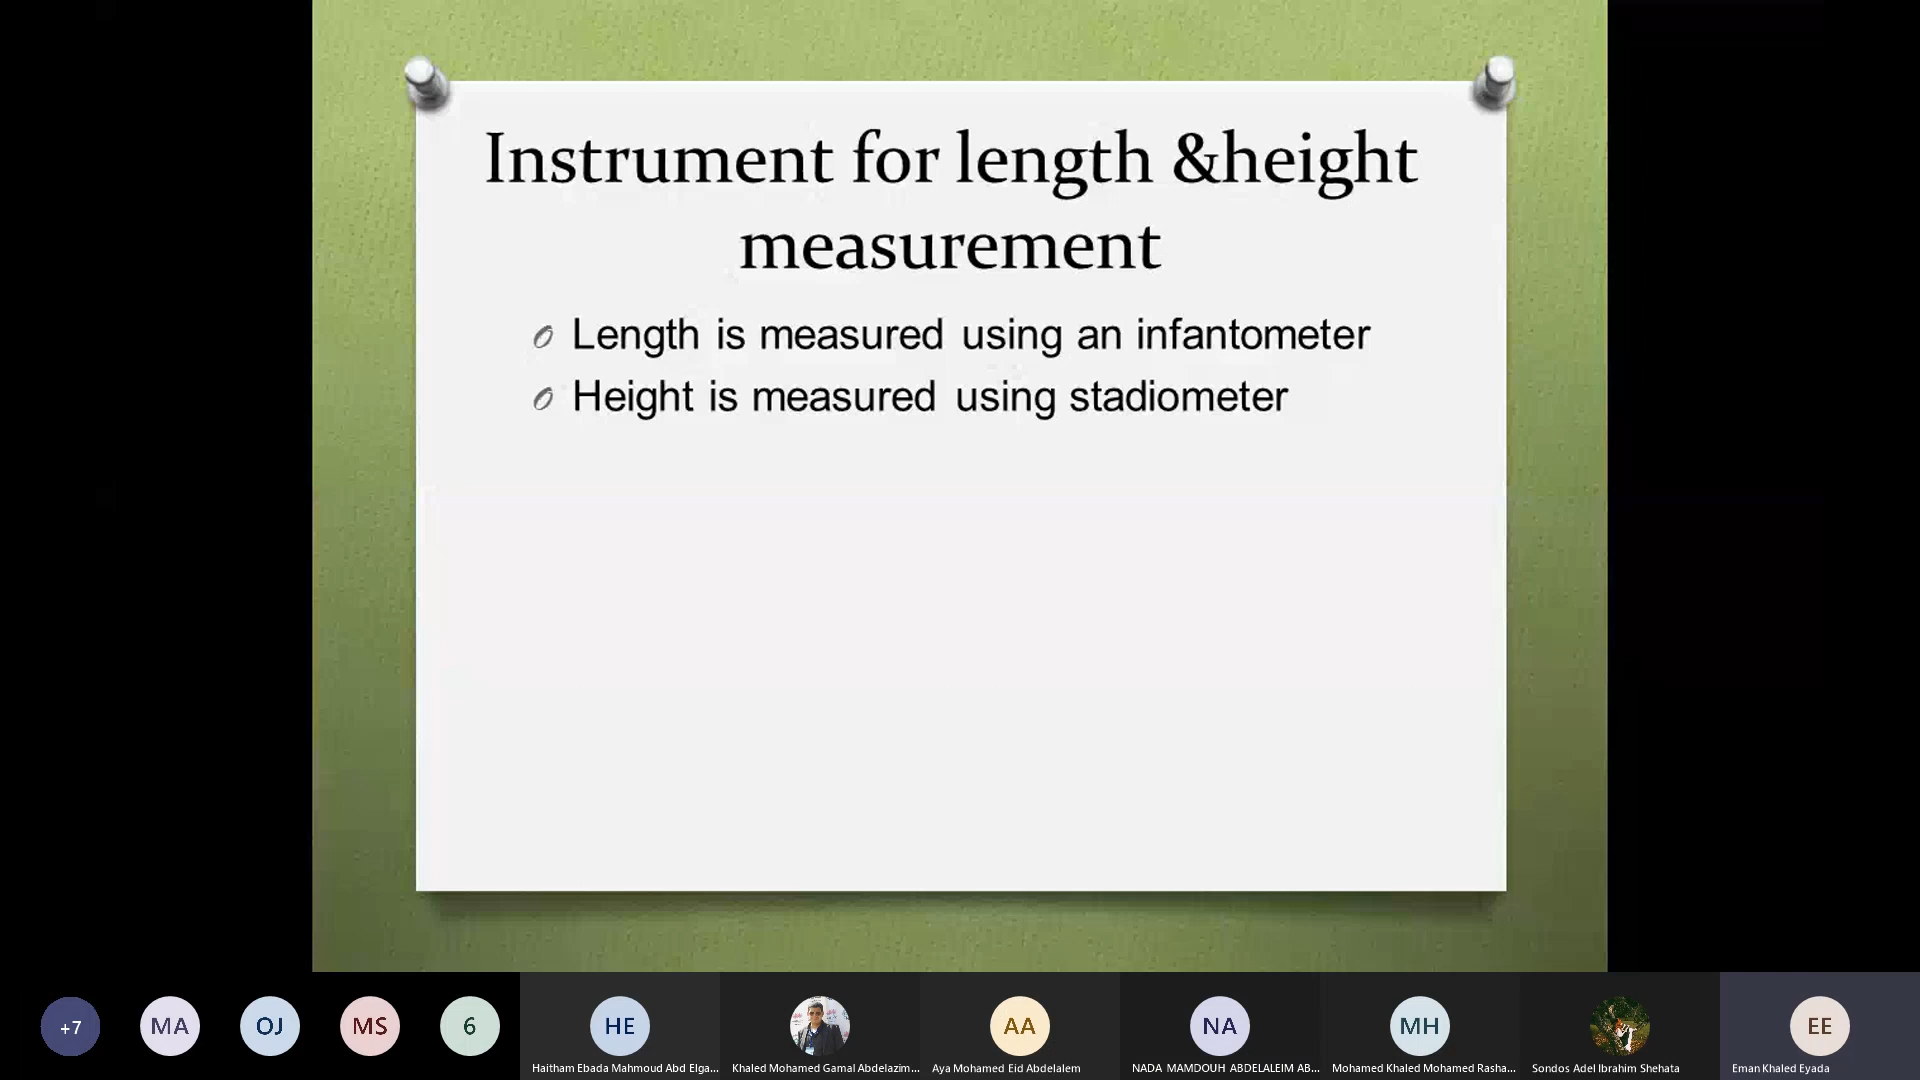 Instrument for length &height
measurement
Length is measured using an infantometer
Height is measured using stadiometer
+7
MA
OJ
MS
6
HE
AA
NA
MH
EE
Haitham Ebada Mahmoud Abd Elga...
Khaled Mohamed Gamal Abdelazim...
Aya Mohamed Eid Abdelalem
NADA MAMDOUH ABDELALEIM AB...
Mohamed Khaled Mohamed Rasha...
Sondos Adel Ibrahim Shehata
Eman Khaled Eyada